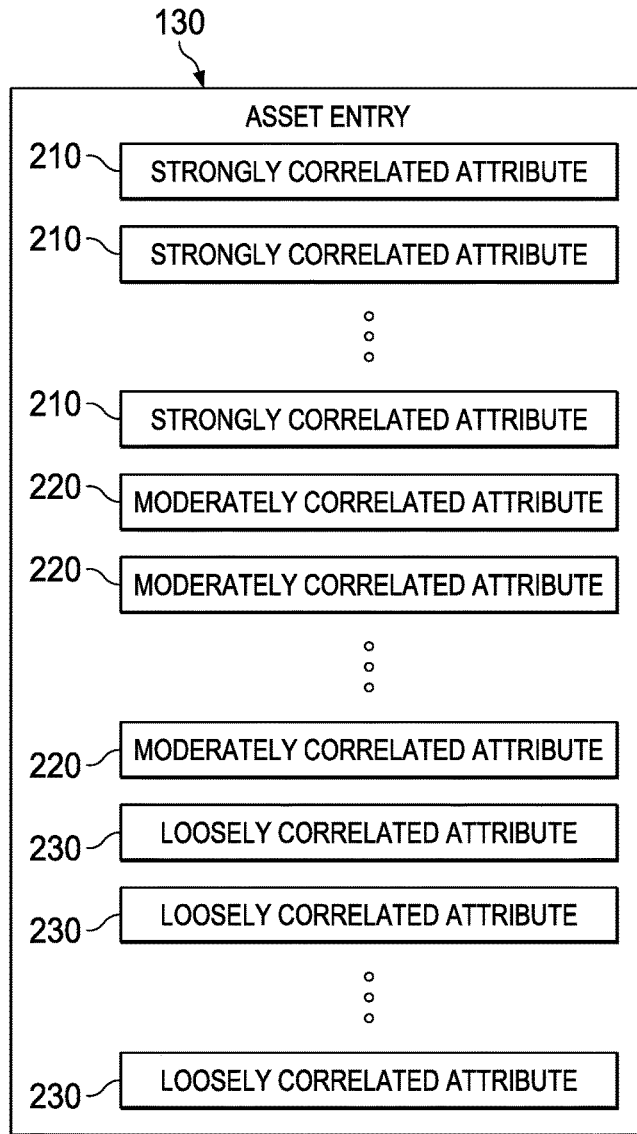 130
ASSET ENTRY
210 STRONGLY CORRELATED ATTRIBUTE
210 STRONGLY CORRELATED ATTRIBUTE
210 STRONGLY CORRELATED ATTRIBUTE
220 MODERATELY CORRELATED ATTRIBUTE
220 MODERATELY CORRELATED ATTRIBUTE
220 MODERATELY CORRELATED ATTRIBUTE
230 LOOSELY CORRELATED ATTRIBUTE
230 LOOSELY CORRELATED ATTRIBUTE
230 LOOSELY CORRELATED ATTRIBUTE